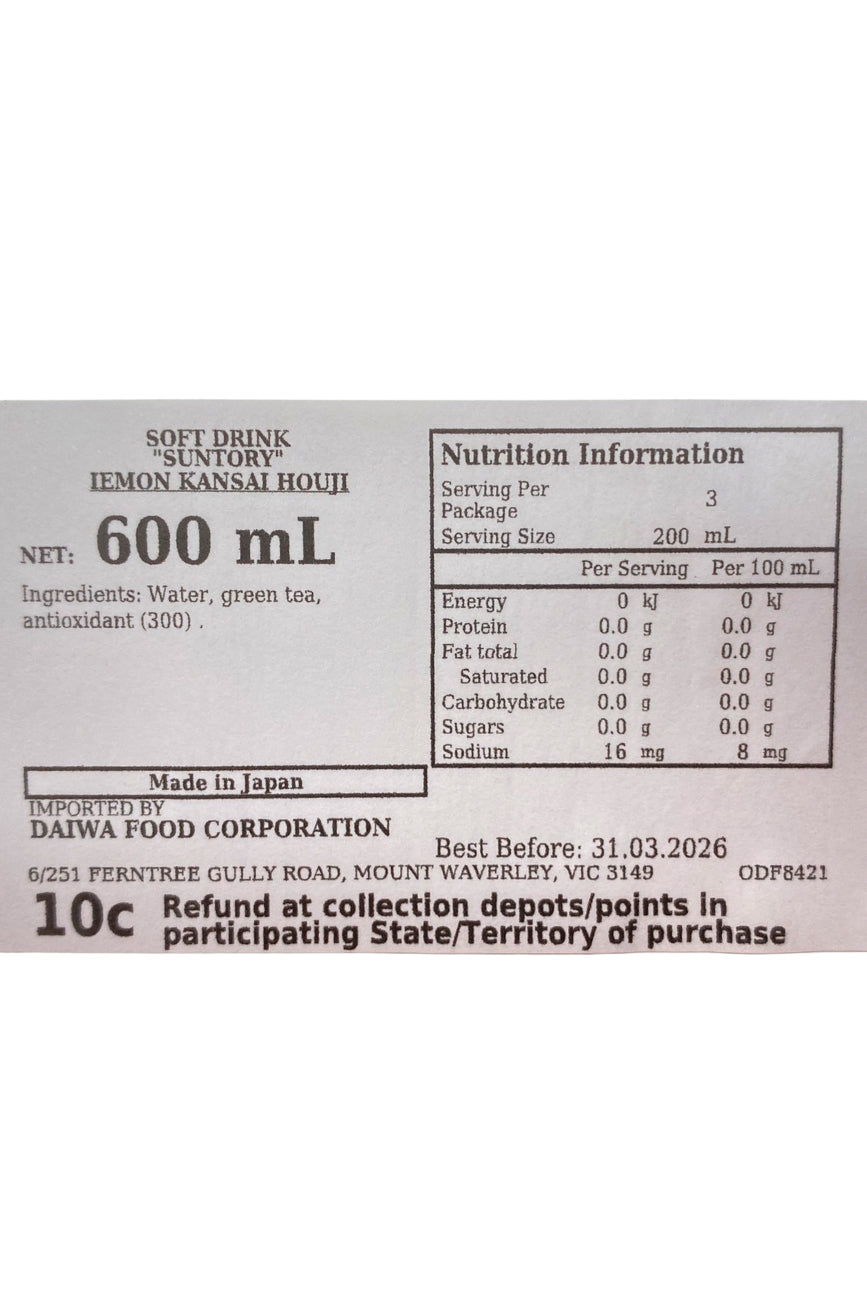 SOFT DRINK
"SUNTORY"
IEMON KANSAI HOUJI
NET: 600 mL
Ingredients: Water, green tea,
antioxidant (300) .
Nutrition Information
Serving Per
Package 3
Serving Size 200 mL
Per Serving Per 100 mL
Energy 0 kJ 0 kJ
Protein 0.0 g 0.0 g
Fat total 0.0 g 0.0 g
Saturated 0.0 g 0.0 g
Carbohydrate 0.0 g 0.0 g
Sugars 0.0 g 0.0 g
Sodium 16 mg 8 mg
Made in Japan
IMPORTED BY
DAIWA FOOD CORPORATION
Best Before: 31.03.2026
6/251 FERNTREE GULLY ROAD, MOUNT WAVERLEY, VIC 3149 ODF8421
10c Refund at collection depots/points in
participating State/Territory of purchase